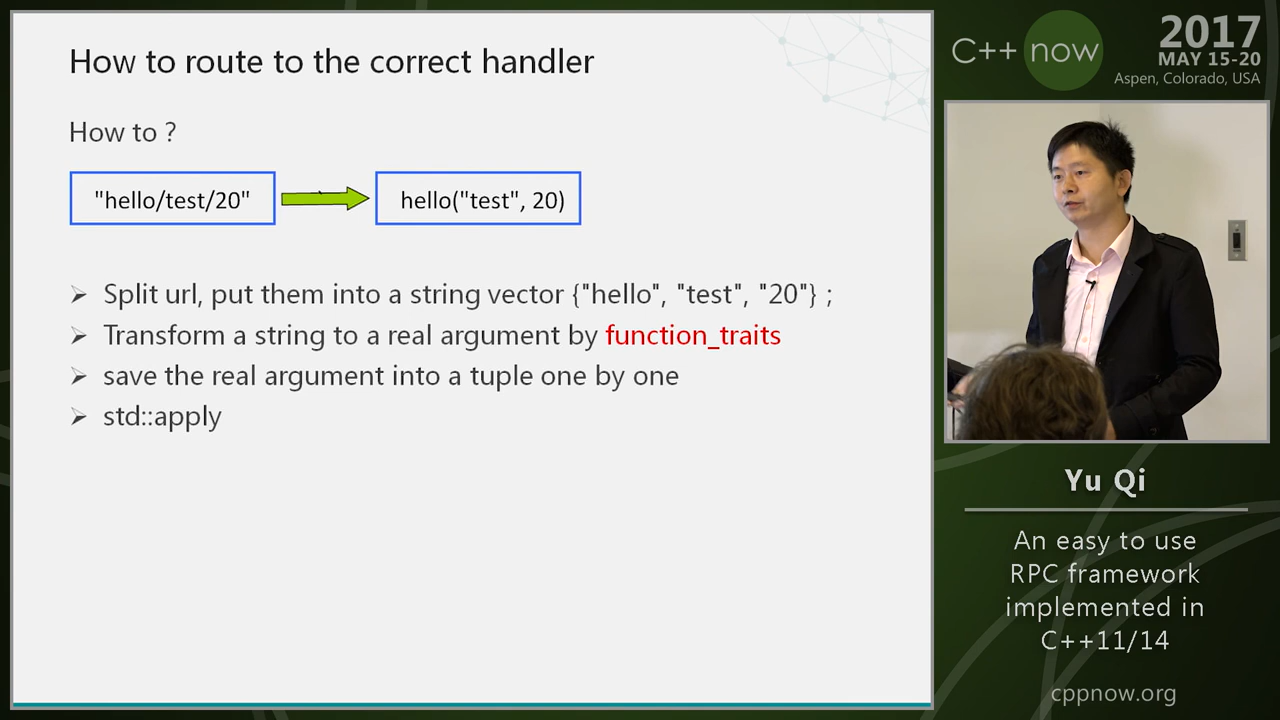 How to route to the correct handler
How to ?
"hello/test/20"
hello("test", 20)
Split url, put them into a string vector {"hello", "test", "20"} ;
Transform a string to a real argument by function_traits
save the real argument into a tuple one by one
std::apply
C++ now
2017
MAY 15-20
Aspen, Colorado, USA
Yu Qi
An easy to use
RPC framework
implemented in
C++11/14
cppnow.org